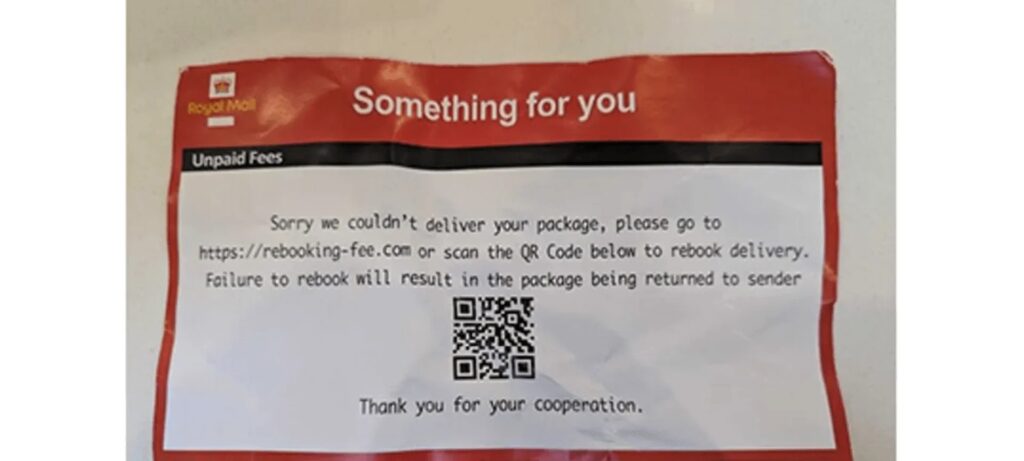 Royal Mail
Something for you
Unpaid Fees
Sorry we couldn't deliver your package, please go to
https://rebooking-fee.com or scan the QR Code below to rebook delivery.
Failure to rebook will result in the package being returned to sender
Thank you for your cooperation.